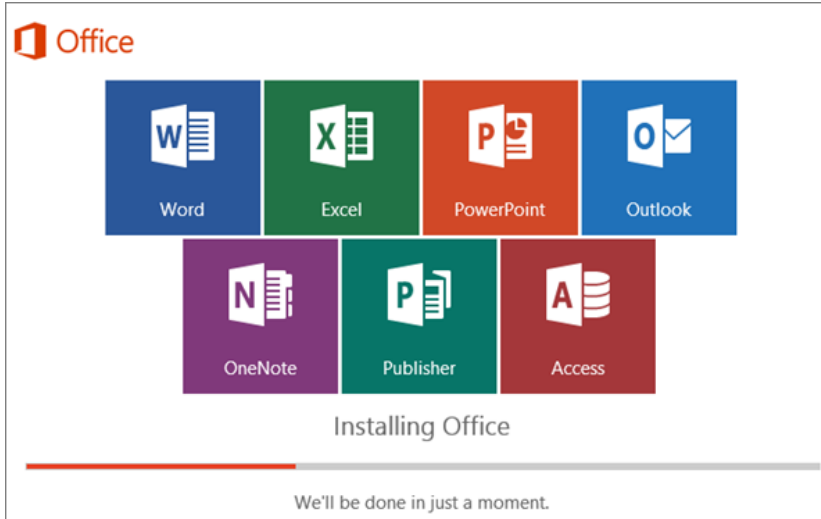 Office
W
X
P
O
Word
Excel
PowerPoint
Outlook
N
P
A
OneNote
Publisher
Access
Installing Office
We'll be done in just a moment.